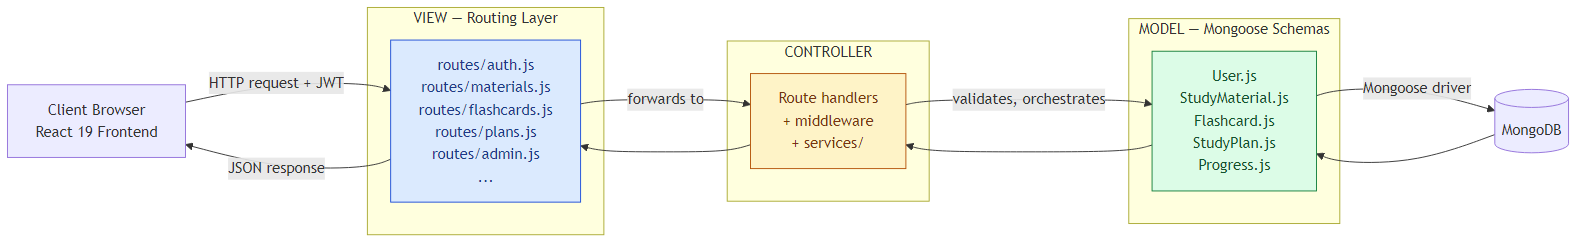 VIEW — Routing Layer
routes/auth.js
routes/materials.js
routes/flashcards.js
routes/plans.js
routes/admin.js
...
CONTROLLER
Route handlers
+ middleware
+ services/
MODEL — Mongoose Schemas
User.js
StudyMaterial.js
Flashcard.js
StudyPlan.js
Progress.js
Client Browser
React 19 Frontend
HTTP request + JWT
JSON response
forwards to
validates, orchestrates
Mongoose driver
MongoDB